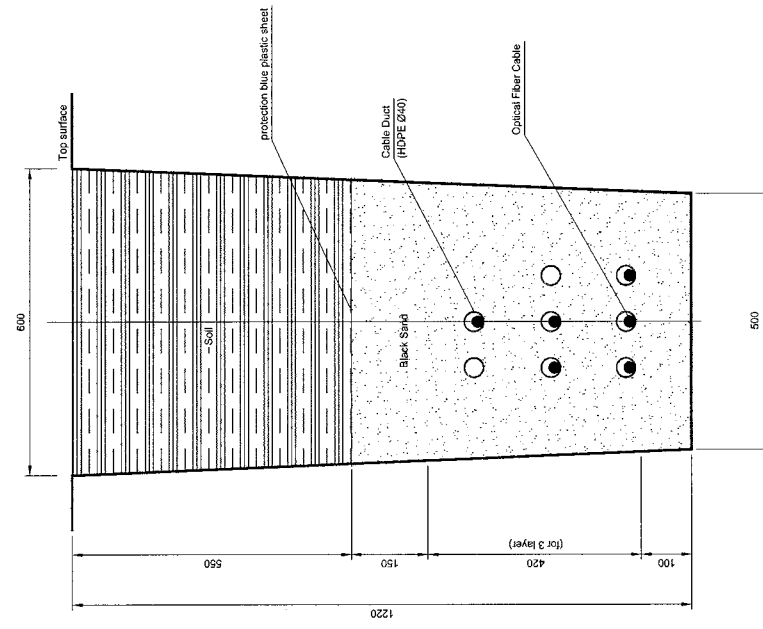 Top surface
600
protection blue plastic sheet
Soil
Cable Duct
(HDPE Ø40)
Black Sand
Optical Fiber Cable
550
150
420
(for 3 layer)
100
1220
500